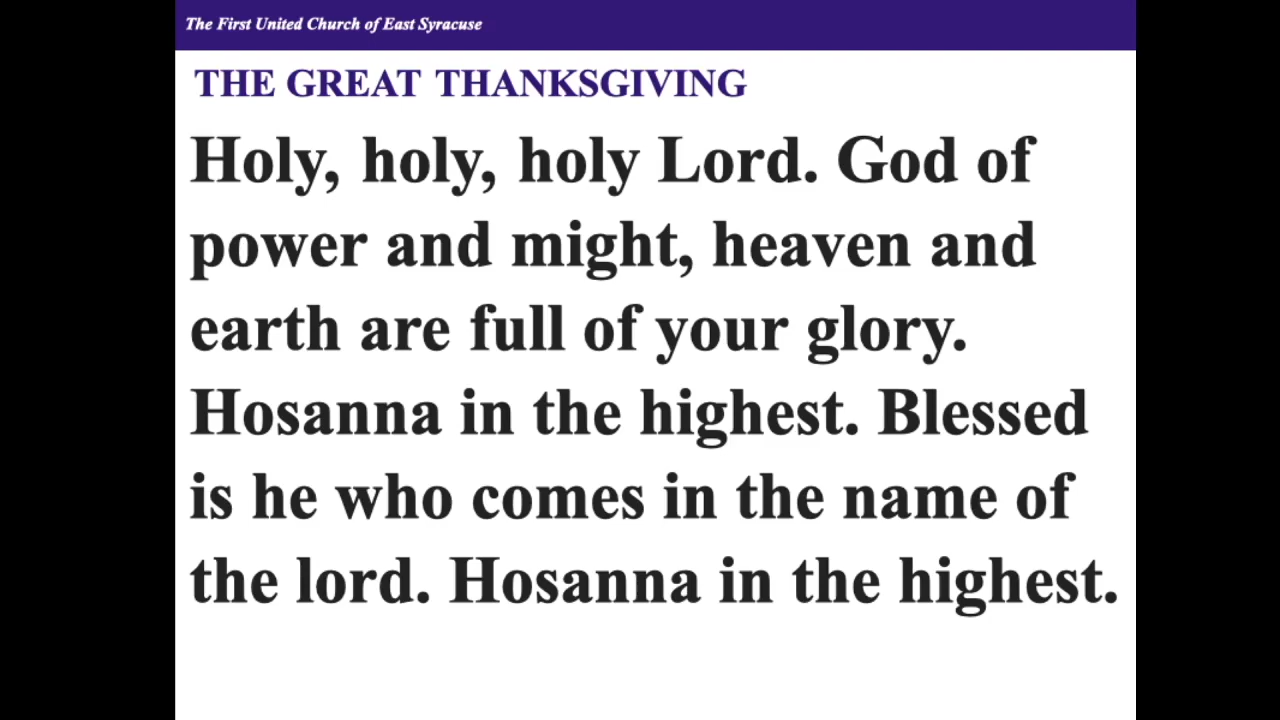 The First United Church of East Syracuse
THE GREAT THANKSGIVING
Holy, holy, holy Lord. God of
power and might, heaven and
earth are full of your glory.
Hosanna in the highest. Blessed
is he who comes in the name of
the lord. Hosanna in the highest.